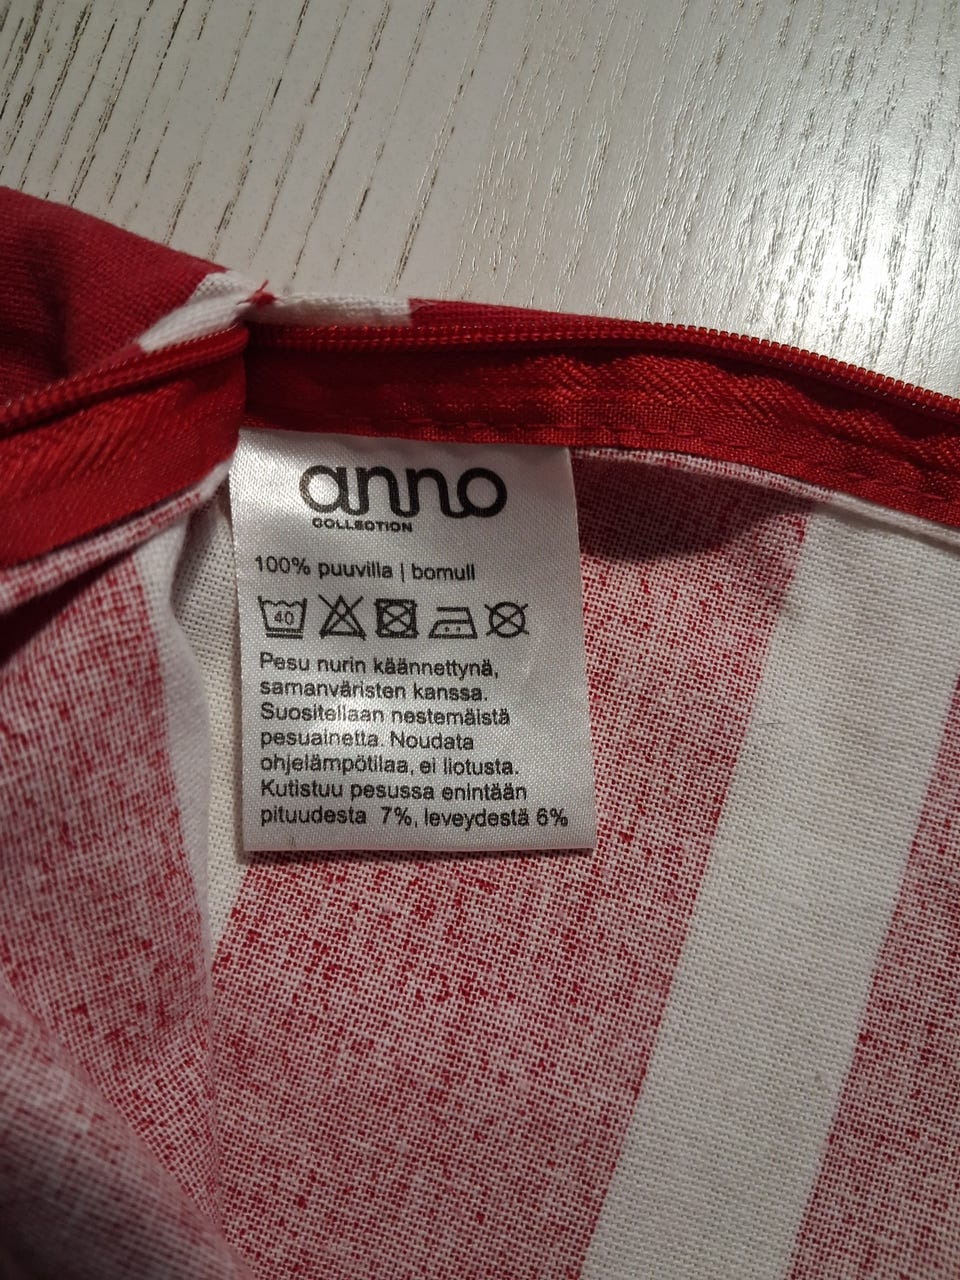 anno
COLLECTION
100% puuvilla | bomull
40
Pesu nurin käännettynä,
samanväristen kanssa.
Suositellaan nestemäistä
pesuainetta. Noudata
ohjelämpötilaa, ei liotusta.
Kutistuu pesussa enintään
pituudesta 7%, leveydestä 6%